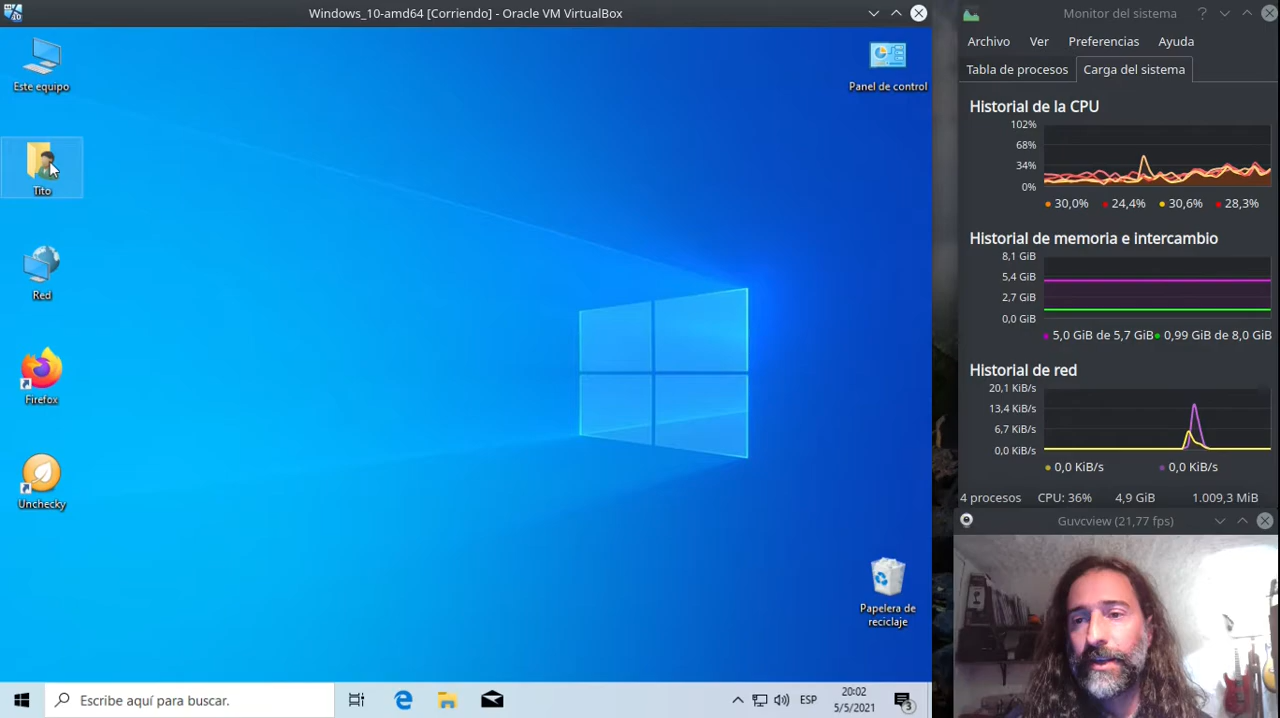 Windows_10-amd64 [Corriendo] - Oracle VM VirtualBox
Este equipo
Tito
Red
Firefox
Unchecky
Panel de control
Papelera de
reciclaje
Escribe aquí para buscar.
ESP
20:02
5/5/2021
3
Monitor del sistema
Archivo Ver Preferencias Ayuda
Tabla de procesos Carga del sistema
Historial de la CPU
102%
68%
34%
0%
30,0% 24,4% 30,6% 28,3%
Historial de memoria e intercambio
8,1 GiB
5,4 GiB
2,7 GiB
0,0 GiB
5,0 GiB de 5,7 GiB 0,99 GiB de 8,0 GiB
Historial de red
20,1 KiB/s
13,4 KiB/s
6,7 KiB/s
0,0 KiB/s
0,0 KiB/s 0,0 KiB/s
4 procesos CPU: 36% 4,9 GiB 1.009,3 MiB
Guvcview (21,77 fps)